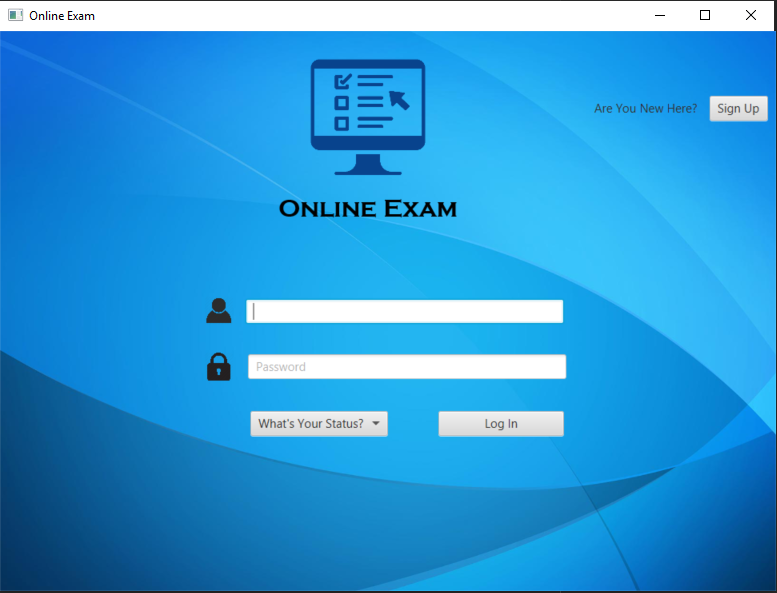 Online Exam
Are You New Here? Sign Up
ONLINE EXAM
Password
What's Your Status? Log In